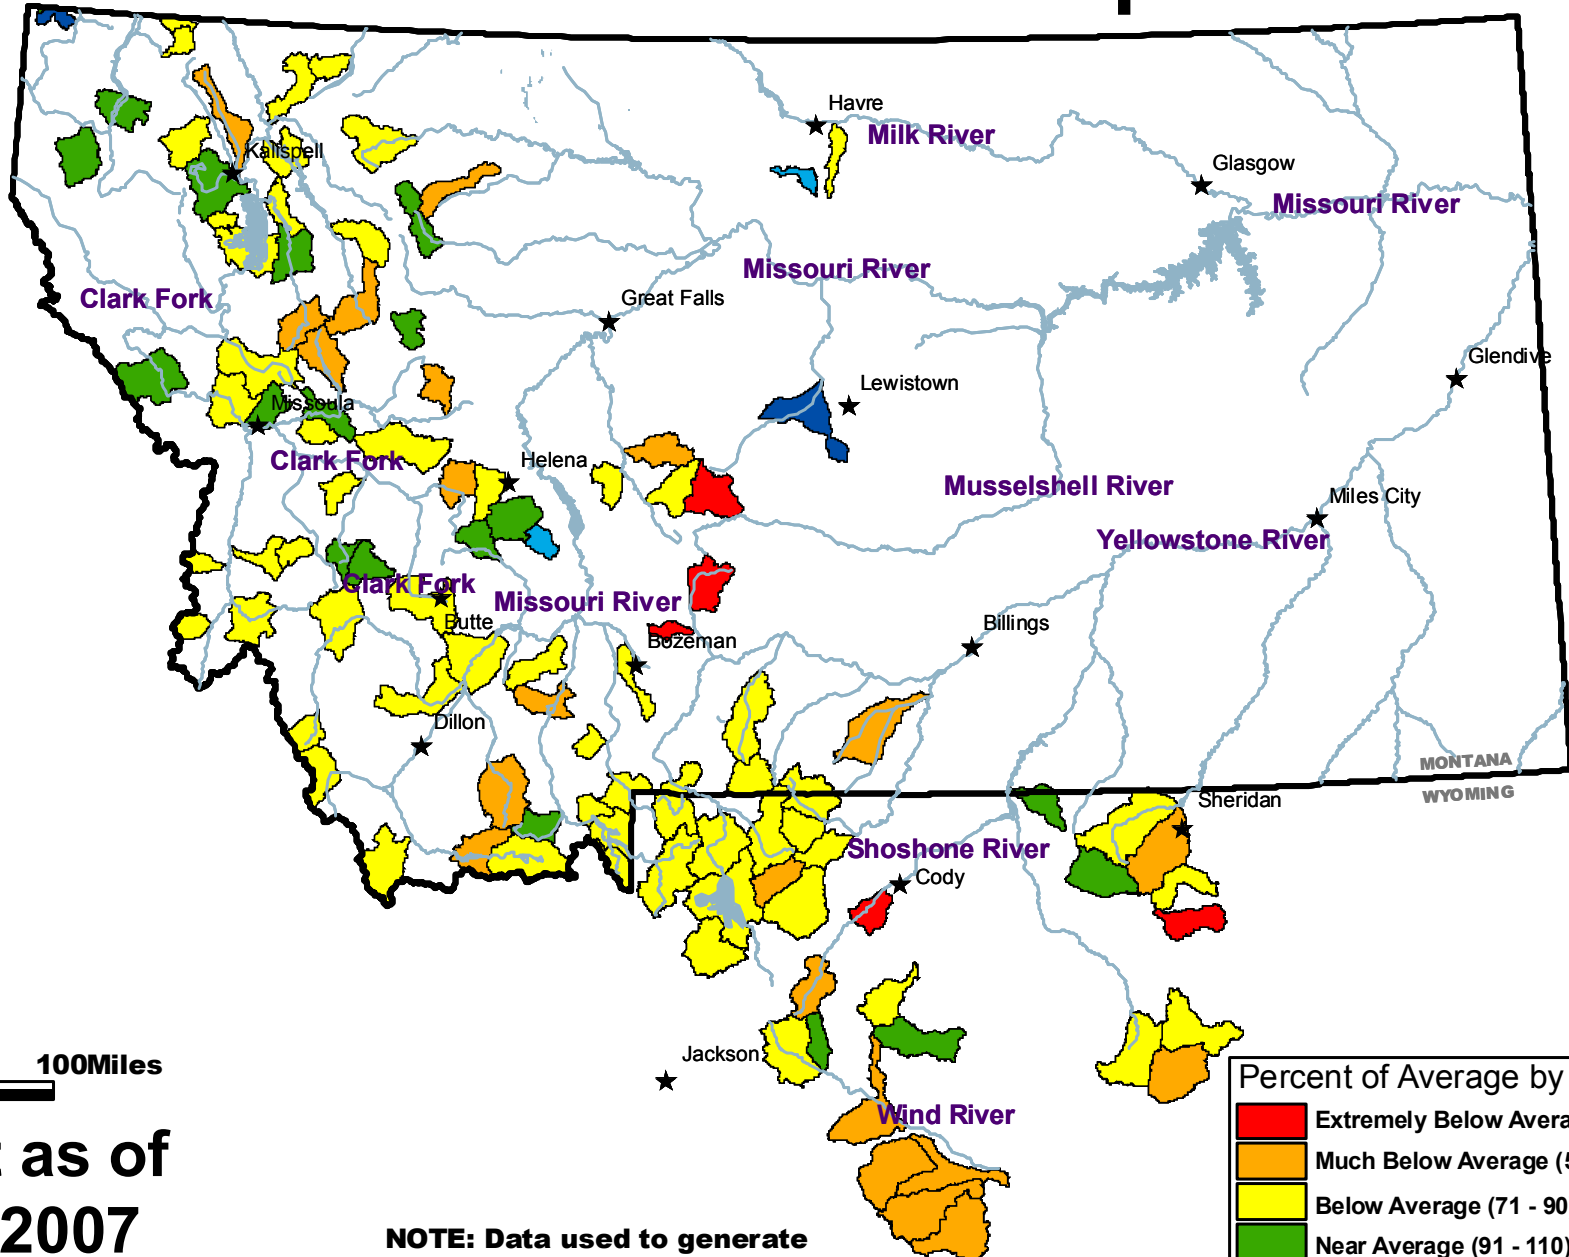 Havre
Milk River
Kalispell
Glasgow
Missouri River
Missouri River
Clark Fork
Great Falls
Glendive
Lewistown
Missoula
Clark Fork
Helena
Musselshell River
Miles City
Yellowstone River
Clark Fork
Missouri River
Butte
Billings
Bozeman
Dillon
MONTANA
WYOMING
Sheridan
Shoshone River
Cody
Jackson
100Miles
Wind River
as of
2007
NOTE: Data used to generate
Percent of Average by
Extremely Below Avera
Much Below Average (5
Below Average (71 - 90
Near Average (91 - 110)